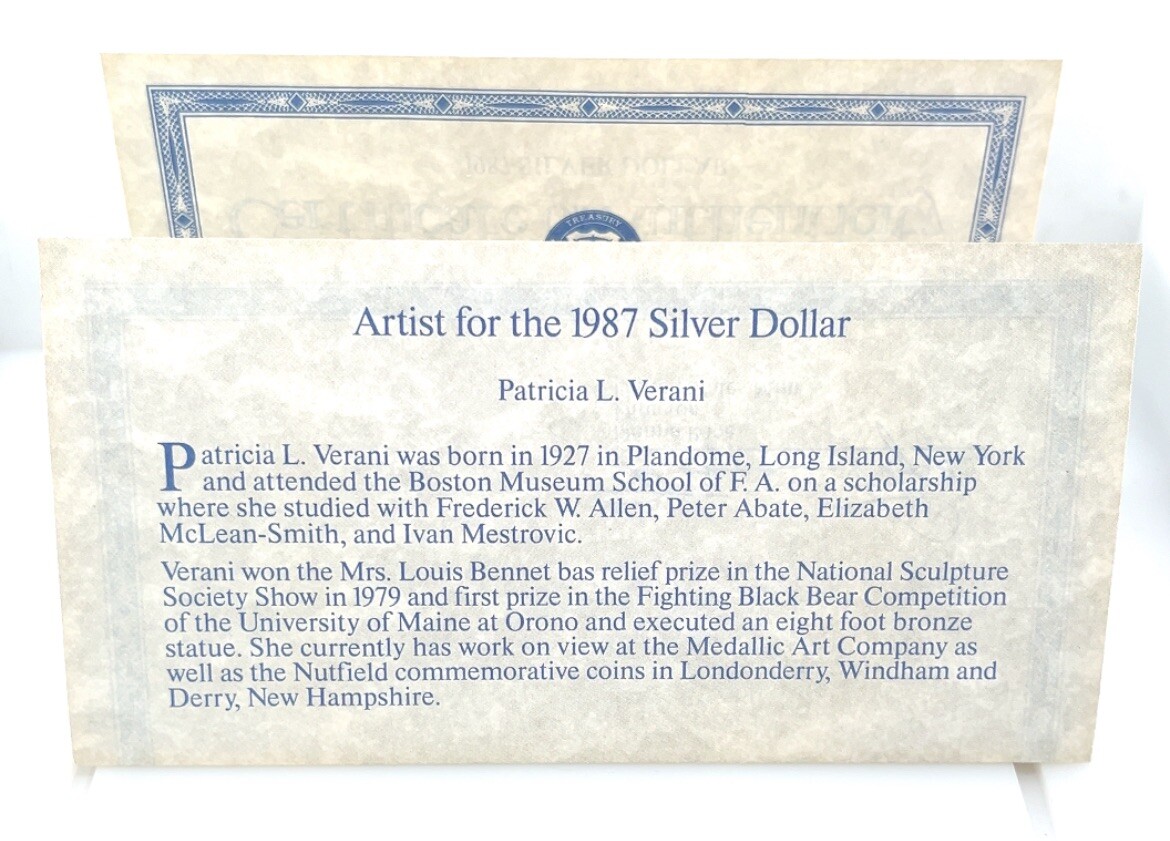 TREASURY
Artist for the 1987 Silver Dollar
Patricia L. Verani
Patricia L. Verani was born in 1927 in Plandome, Long Island, New York
and attended the Boston Museum School of F. A. on a scholarship
where she studied with Frederick W. Allen, Peter Abate, Elizabeth
McLean-Smith, and Ivan Mestrovic.
Verani won the Mrs. Louis Bennet bas relief prize in the National Sculpture
Society Show in 1979 and first prize in the Fighting Black Bear Competition
of the University of Maine at Orono and executed an eight foot bronze
statue. She currently has work on view at the Medallic Art Company as
well as the Nutfield commemorative coins in Londonderry, Windham and
Derry, New Hampshire.